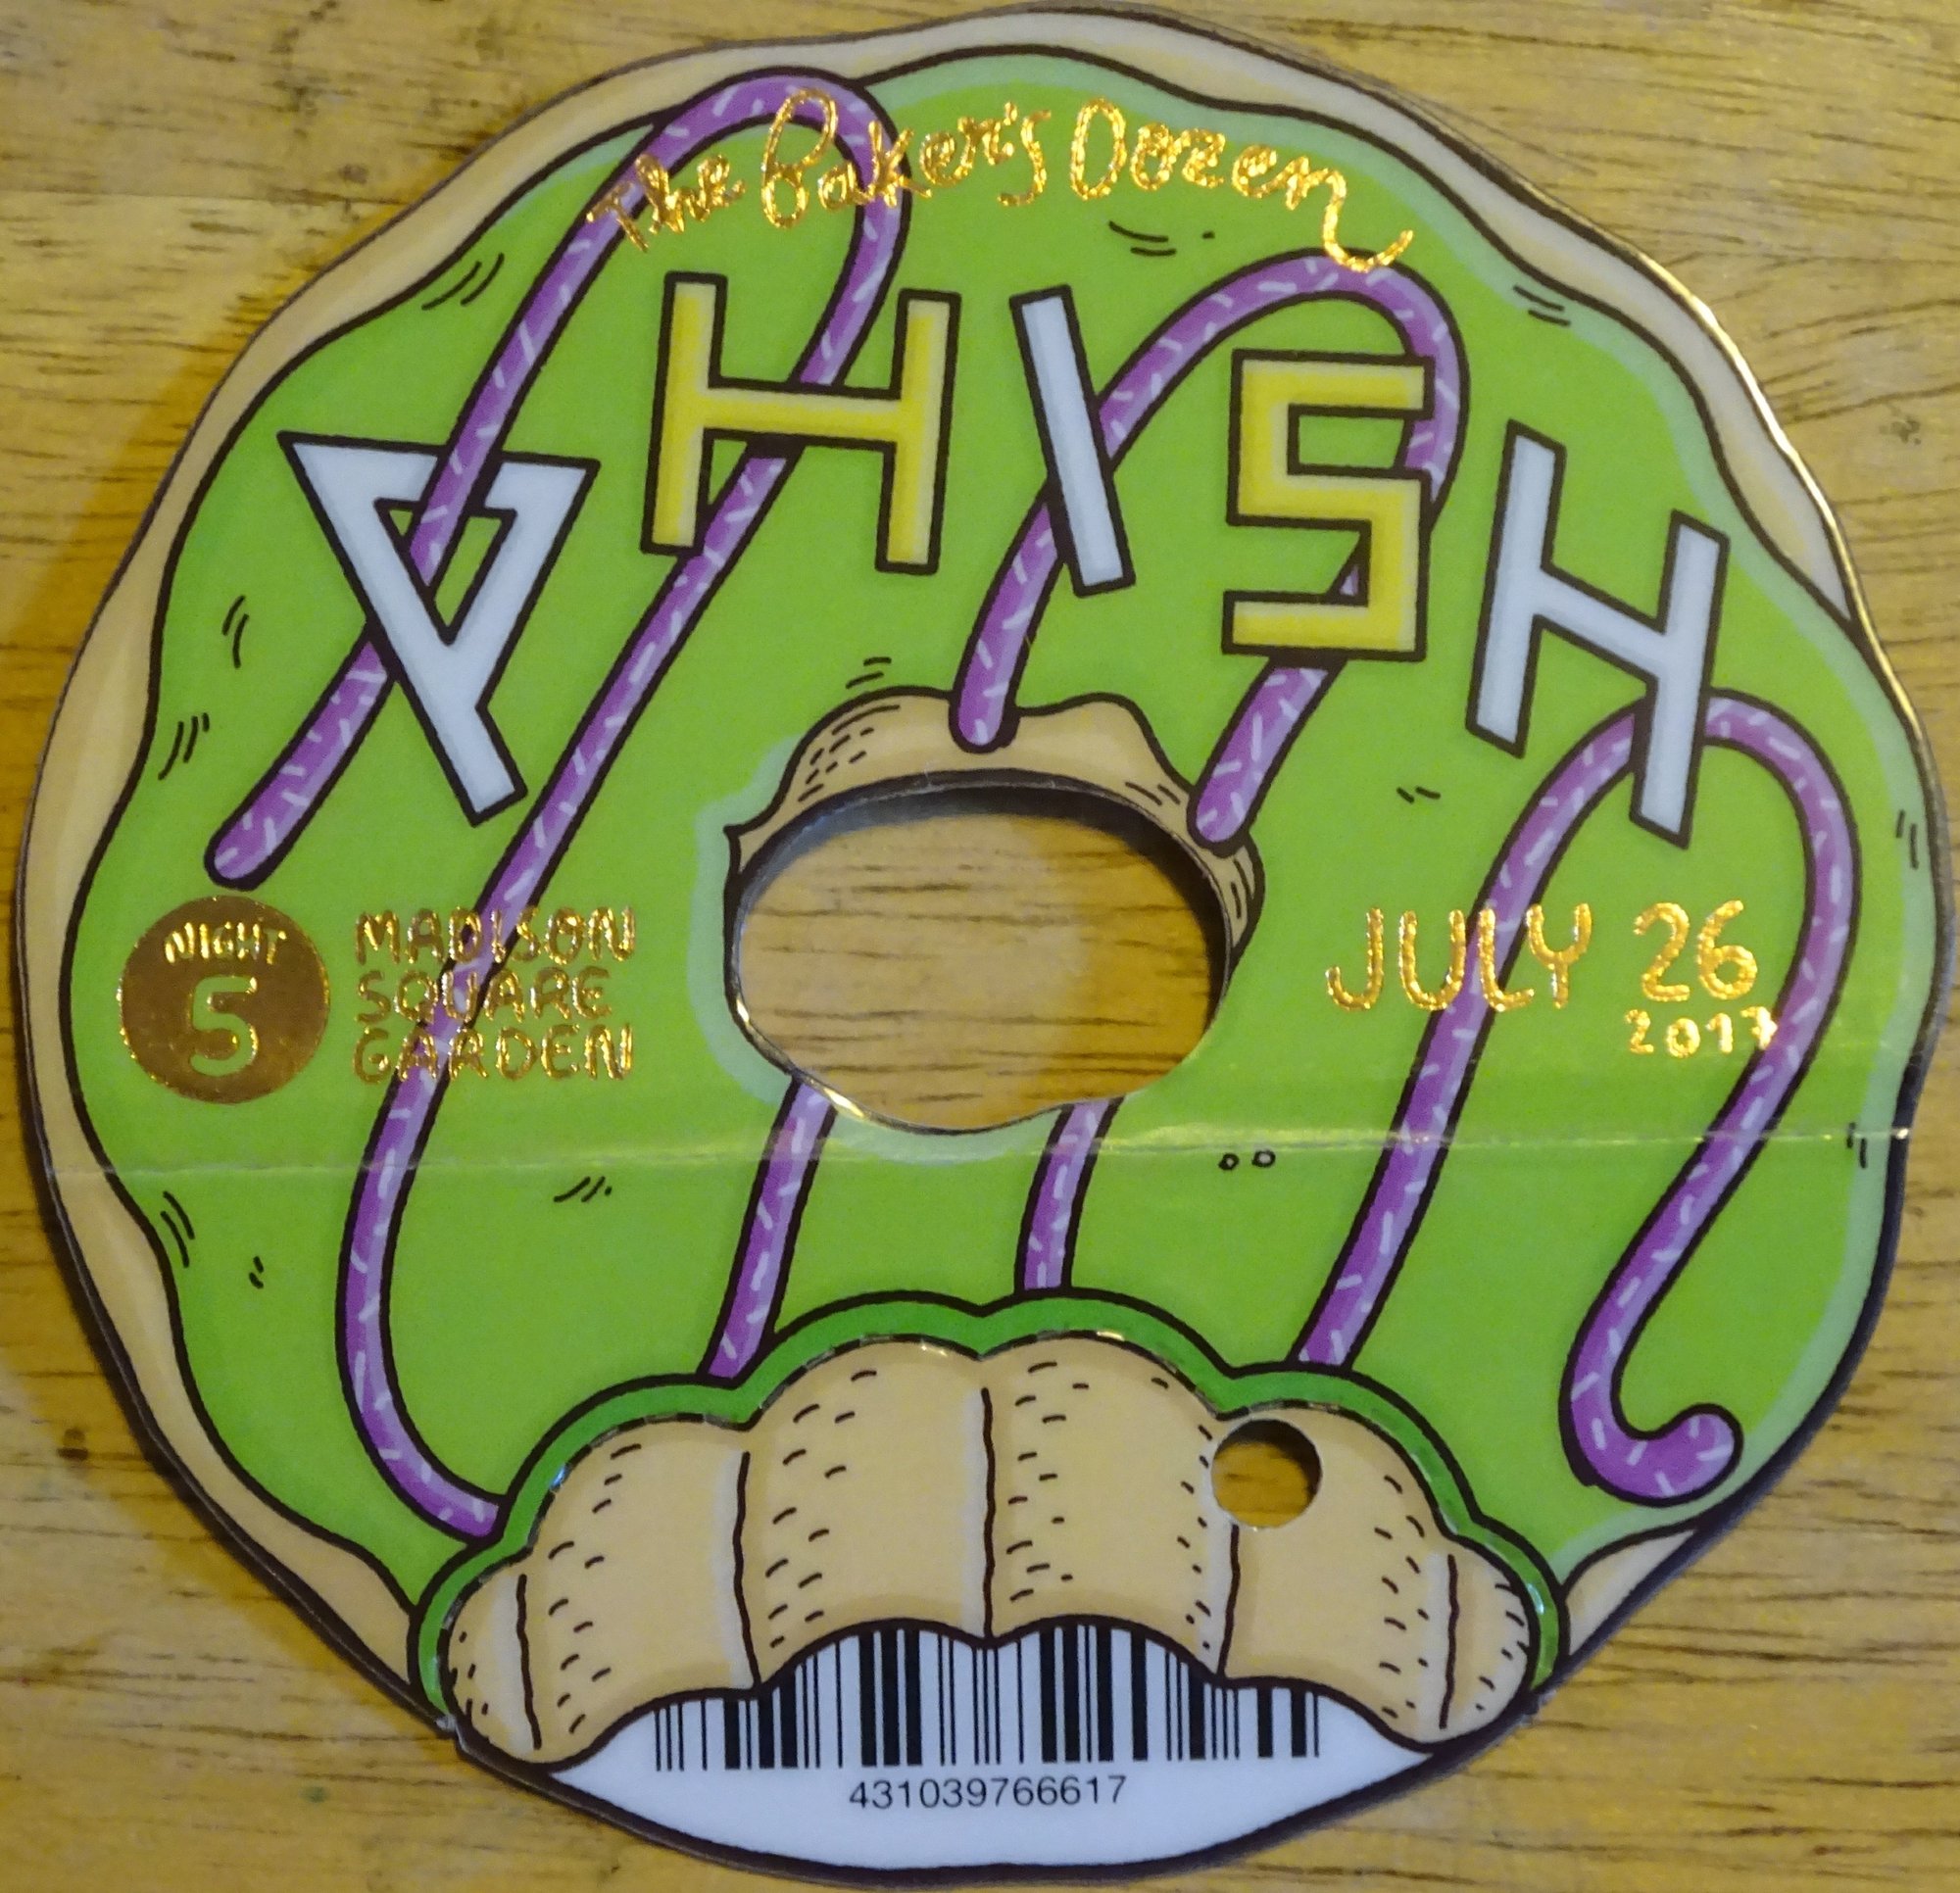 The Baker's Dozen
PHISH
NIGHT
5
MADISON
SQUARE
GARDEN
JULY 26
2017
431039766617